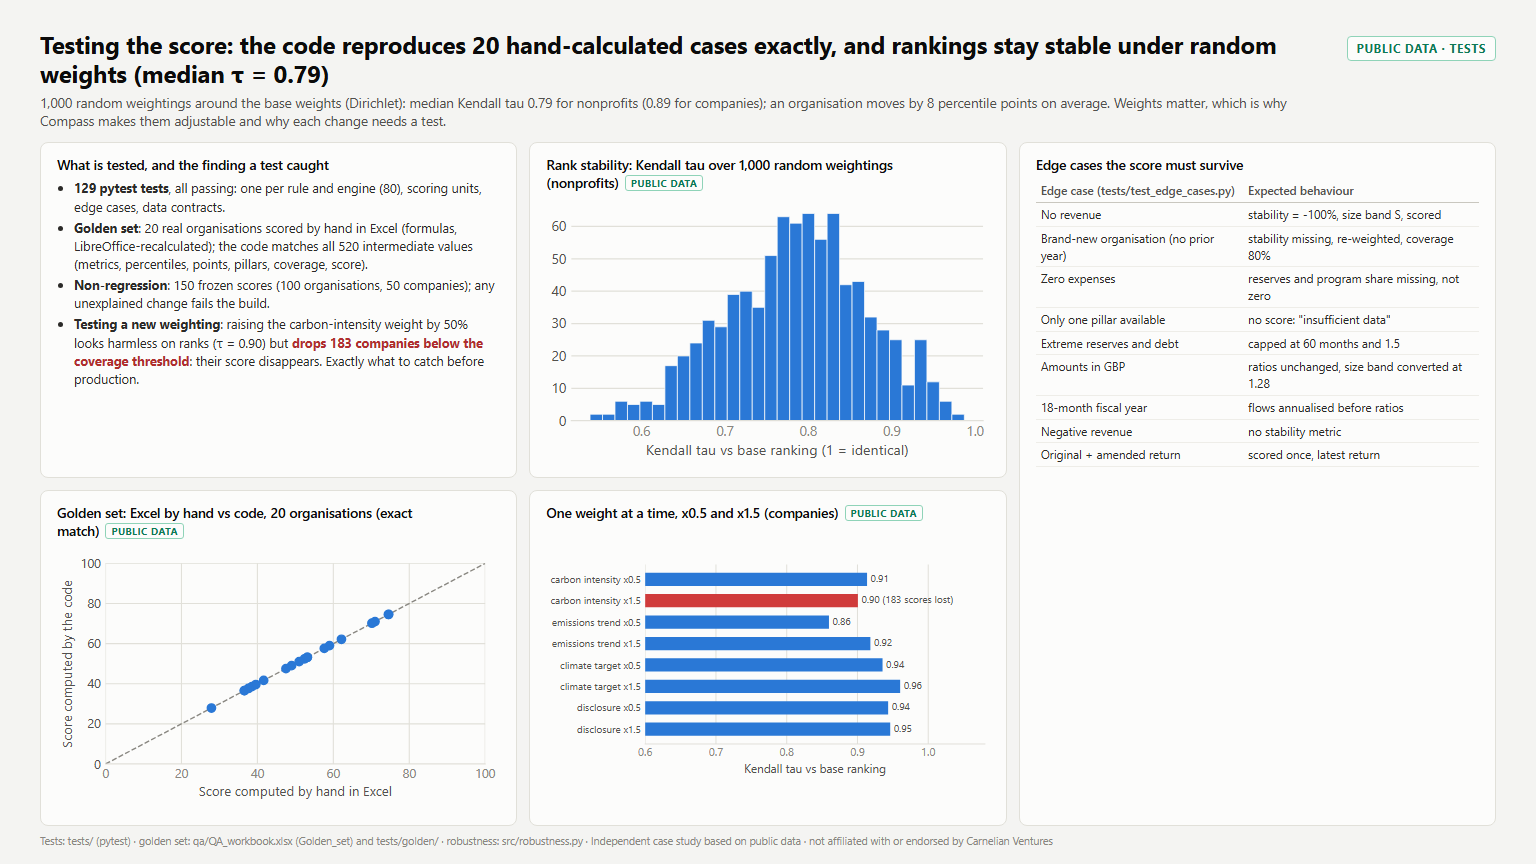 Testing the score: the code reproduces 20 hand-calculated cases exactly, and rankings stay stable under random
weights (median τ = 0.79)
PUBLIC DATA · TESTS
1,000 random weightings around the base weights (Dirichlet): median Kendall tau 0.79 for nonprofits (0.89 for companies); an organisation moves by 8 percentile points on average. Weights matter, which is why
Compass makes them adjustable and why each change needs a test.
What is tested, and the finding a test caught
• 129 pytest tests, all passing: one per rule and engine (80), scoring units,
edge cases, data contracts.
• Golden set: 20 real organisations scored by hand in Excel (formulas,
LibreOffice-recalculated); the code matches all 520 intermediate values
(metrics, percentiles, points, pillars, coverage, score).
• Non-regression: 150 frozen scores (100 organisations, 50 companies); any
unexplained change fails the build.
• Testing a new weighting: raising the carbon-intensity weight by 50%
looks harmless on ranks (τ = 0.90) but drops 183 companies below the
coverage threshold: their score disappears. Exactly what to catch before
production.
Rank stability: Kendall tau over 1,000 random weightings
(nonprofits) PUBLIC DATA
60
50
40
30
20
10
0
0.6 0.7 0.8 0.9 1.0
Kendall tau vs base ranking (1 = identical)
Edge cases the score must survive
Edge case (tests/test_edge_cases.py) Expected behaviour
No revenue stability = -100%, size band S, scored
Brand-new organisation (no prior stability missing, re-weighted, coverage
year) 80%
Zero expenses reserves and program share missing, not
zero
Only one pillar available no score: "insufficient data"
Extreme reserves and debt capped at 60 months and 1.5
Amounts in GBP ratios unchanged, size band converted at
1.28
18-month fiscal year flows annualised before ratios
Negative revenue no stability metric
Original + amended return scored once, latest return
Golden set: Excel by hand vs code, 20 organisations (exact
match) PUBLIC DATA
Score computed by the code
100
80
60
40
20
0
0 20 40 60 80 100
Score computed by hand in Excel
One weight at a time, x0.5 and x1.5 (companies) PUBLIC DATA
carbon intensity x0.5 0.91
carbon intensity x1.5 0.90 (183 scores lost)
emissions trend x0.5 0.86
emissions trend x1.5 0.92
climate target x0.5 0.94
climate target x1.5 0.96
disclosure x0.5 0.94
disclosure x1.5 0.95
0.6 0.7 0.8 0.9 1.0
Kendall tau vs base ranking
Tests: tests/ (pytest) · golden set: qa/QA_workbook.xlsx (Golden_set) and tests/golden/ · robustness: src/robustness.py · Independent case study based on public data · not affiliated with or endorsed by Carnelian Ventures